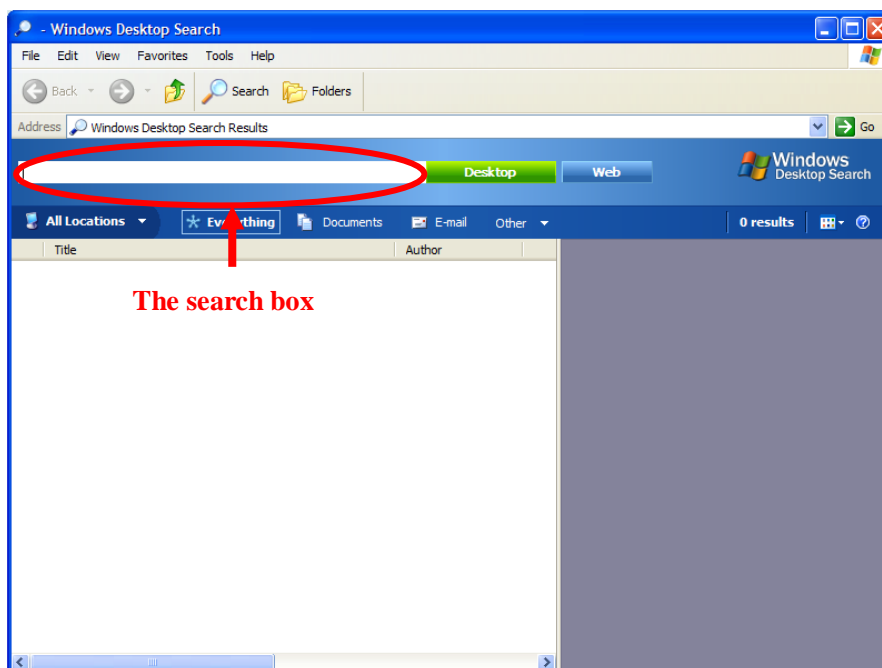 - Windows Desktop Search
File Edit View Favorites Tools Help
Back Search Folders
Address Windows Desktop Search Results Go
Desktop Web Windows Desktop Search
All Locations Everything Documents E-mail Other 0 results
Title Author
The search box